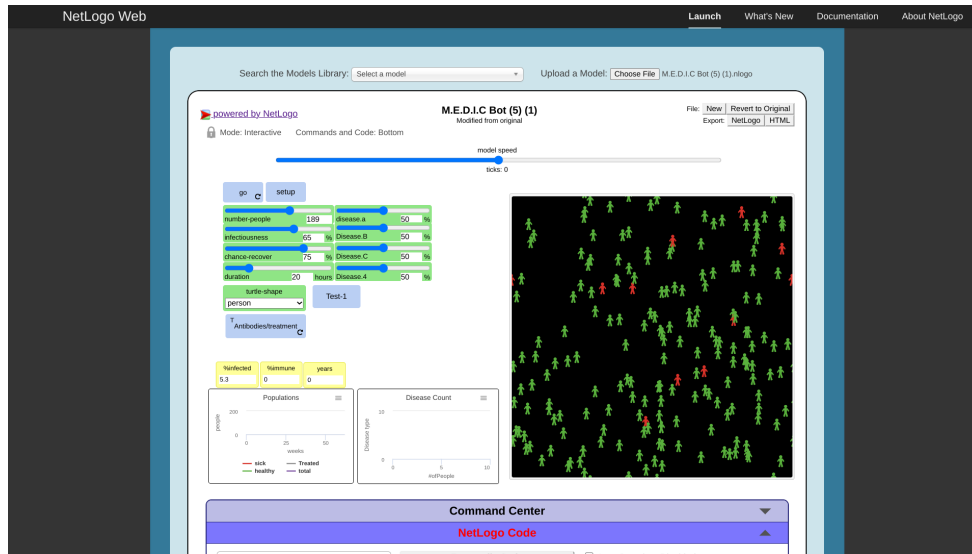 NetLogo Web
Launch What's New Documentation About NetLogo
Search the Models Library: Select a model Upload a Model: Choose File M.E.D.I.C Bot (5) (1).nlogo
powered by NetLogo
M.E.D.I.C Bot (5) (1)
Modified from original
File: New Revert to Original
Export: NetLogo HTML
Mode: Interactive Commands and Code: Bottom
model speed
ticks: 0
go setup
number-people 189 disease.a 50 %
infectiousness 65 % Disease.B 50 %
chance-recover 75 % Disease.C 50 %
duration 20 hours Disease.4 50 %
turtle-shape
person
Test-1
T
Antibodies/treatment
%infected %immune years
5.3 0 0
Populations
people
200
0
0 25 50
weeks
sick Treated
healthy total
Disease Count
Disease type
10
0
0 5 10
#ofPeople
Command Center
NetLogo Code